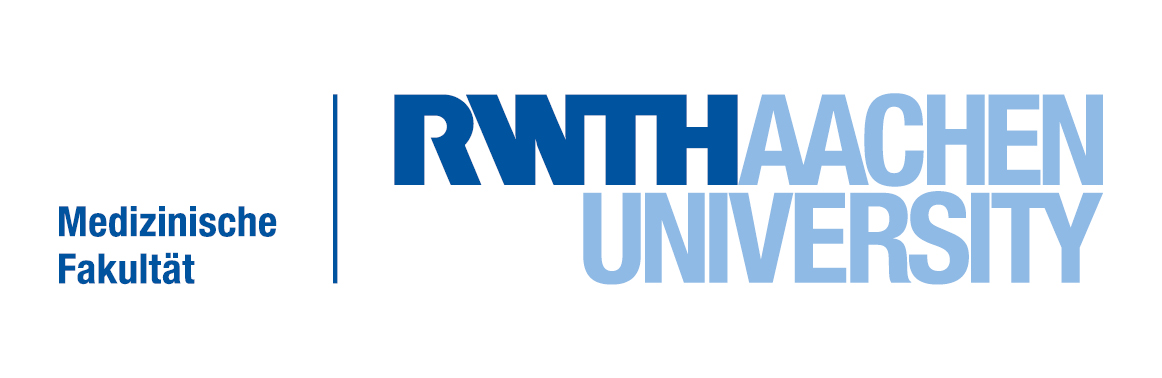 Medizinische
Fakultät
RWTHAACHEN
UNIVERSITY